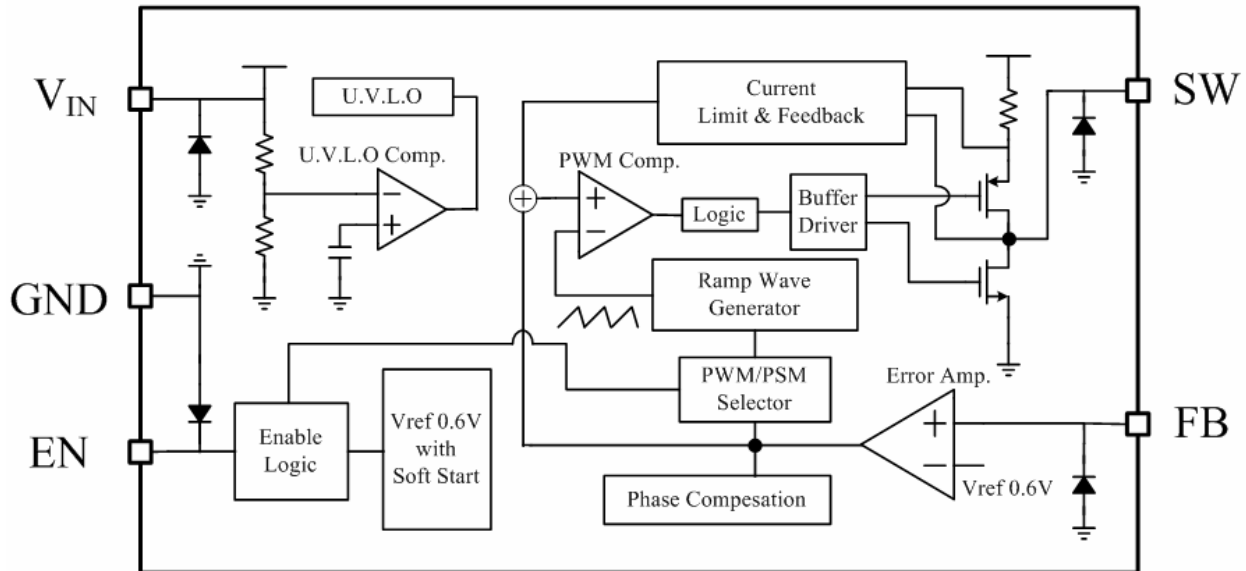 VIN
U.V.L.O
U.V.L.O Comp.
GND
EN
Enable
Logic
Vref 0.6V
with
Soft Start
Current
Limit & Feedback
PWM Comp.
+
−
+
+
−
Logic
Buffer
Driver
Ramp Wave
Generator
PWM/PSM
Selector
Phase Compesation
Error Amp.
+
−
Vref 0.6V
SW
FB